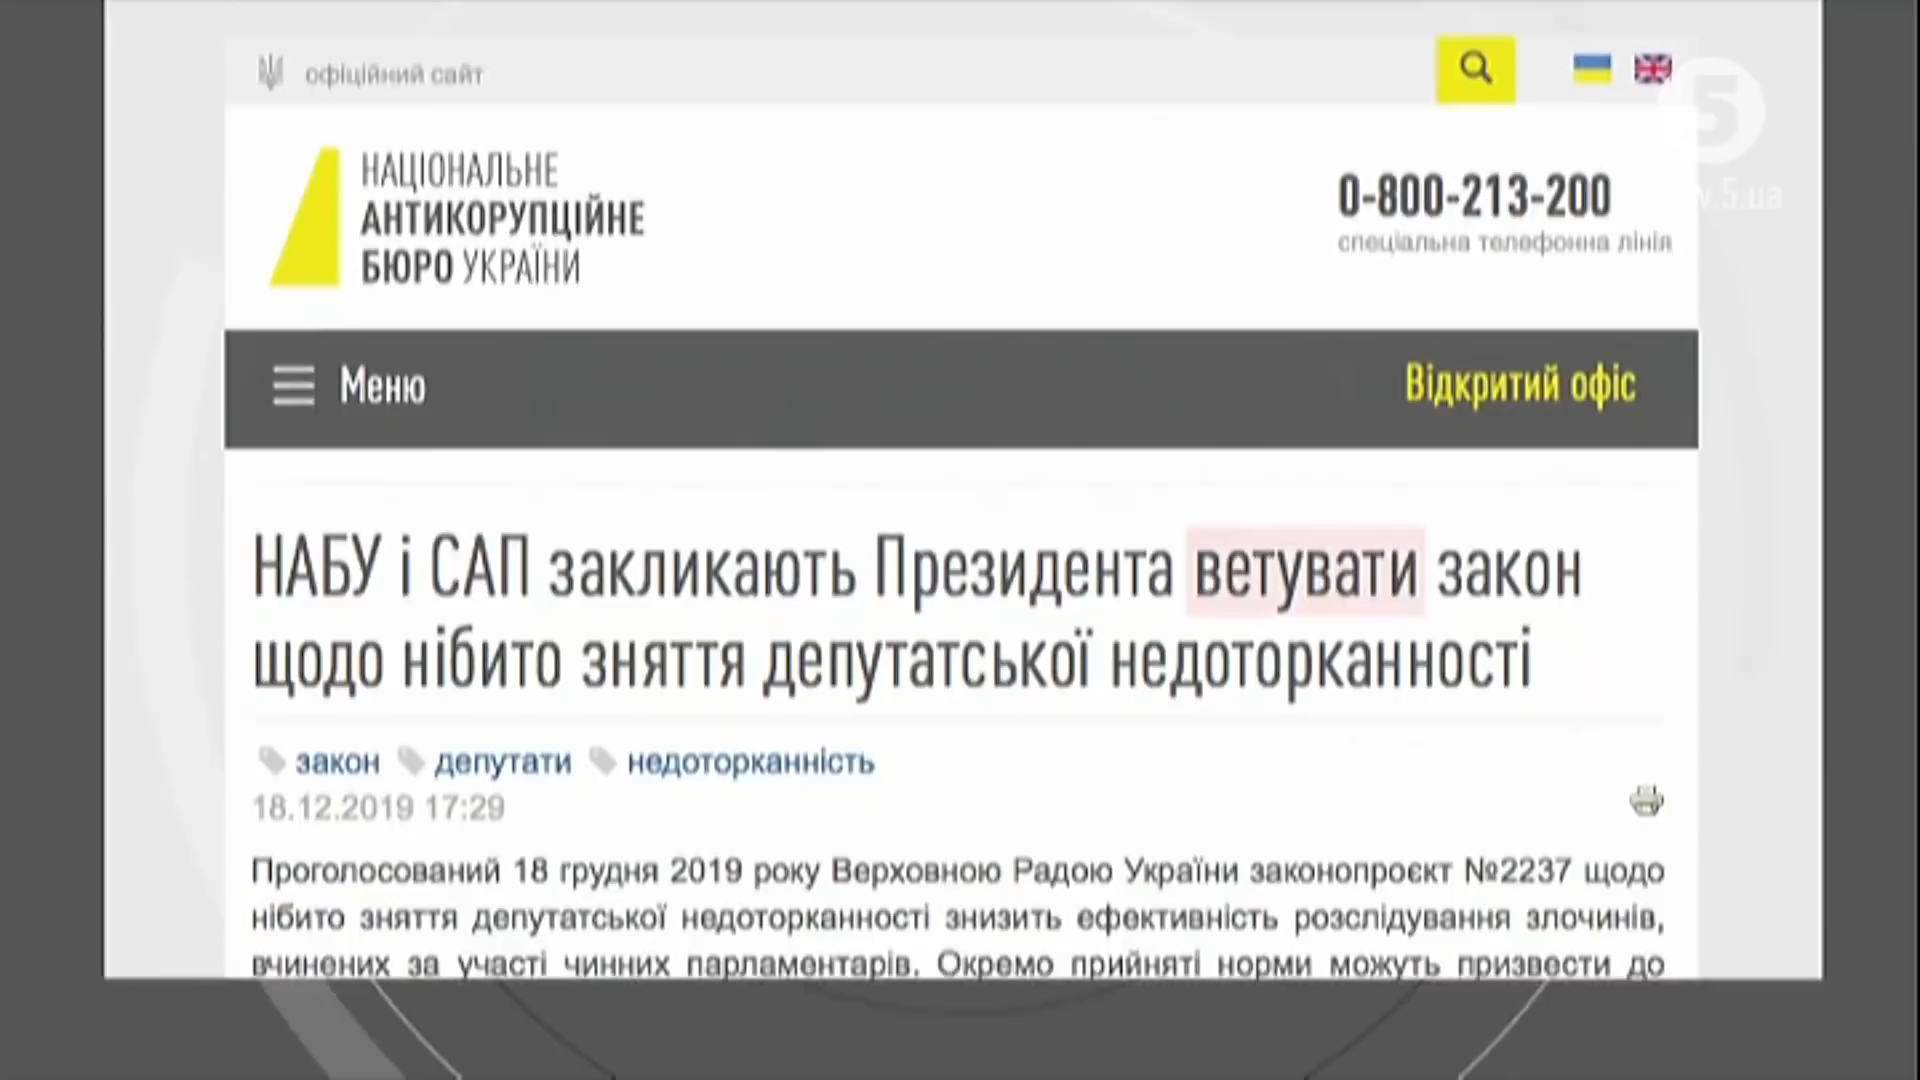 офіційний сайт
5
НАЦІОНАЛЬНЕ
АНТИКОРУПЦІЙНЕ
БЮРО УКРАЇНИ
0-800-213-200
.5.ua
спеціальна телефонна лінія
Меню
Відкритий офіс
НАБУ і САП закликають Президента ветувати закон
щодо нібито зняття депутатської недоторканності
закон депутати недоторканність
18.12.2019 17:29
Проголосований 18 грудня 2019 року Верховною Радою України законопроєкт №2237 щодо
нібито зняття депутатської недоторканності знизить ефективність розслідування злочинів,
вчинених за участі чинних парламентарів. Окремо прийняті норми можуть призвести до